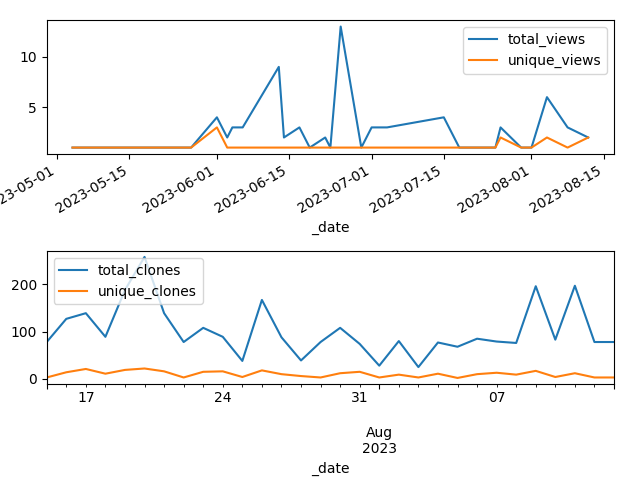 total_views
unique_views
10
5
2023-05-01
2023-05-15
2023-06-01
2023-06-15
2023-07-01
2023-07-15
2023-08-01
2023-08-15
_date
total_clones
unique_clones
200
100
0
17
24
31
07
Aug
2023
_date